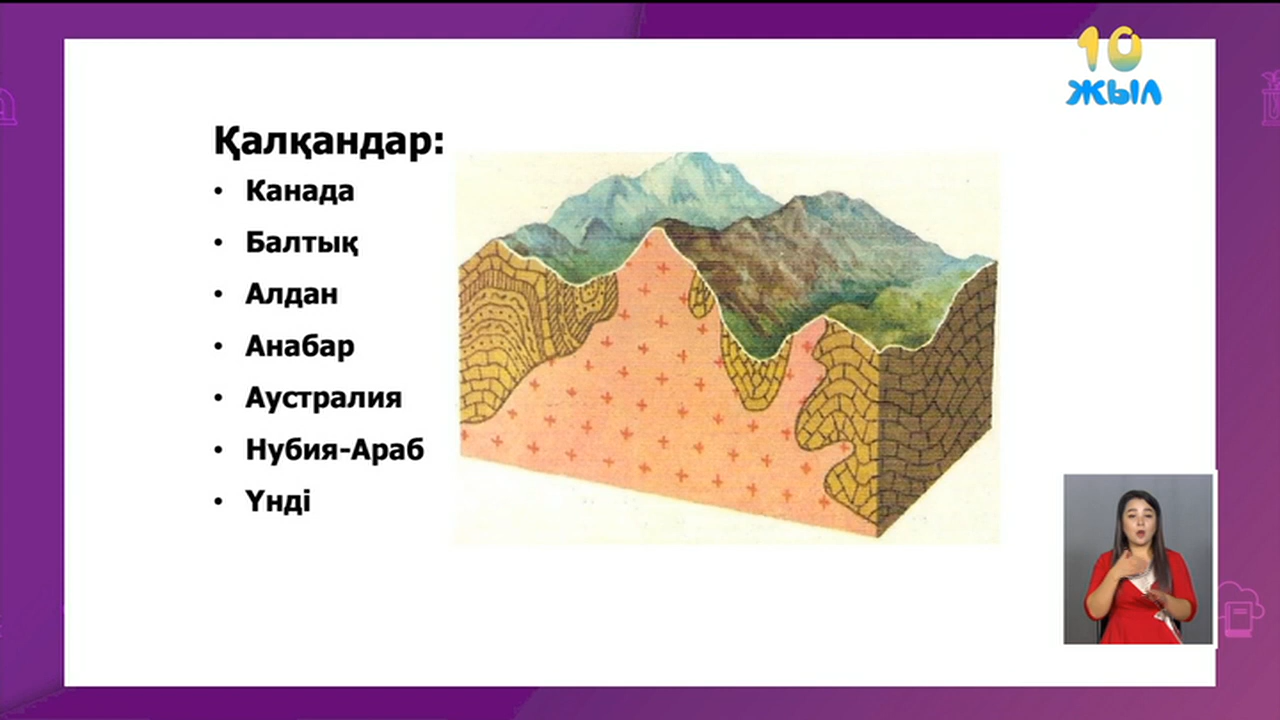 10
ЖЫЛ
Қалқандар:
• Канада
• Балтық
• Алдан
• Анабар
• Аустралия
• Нубия-Араб
• Үнді